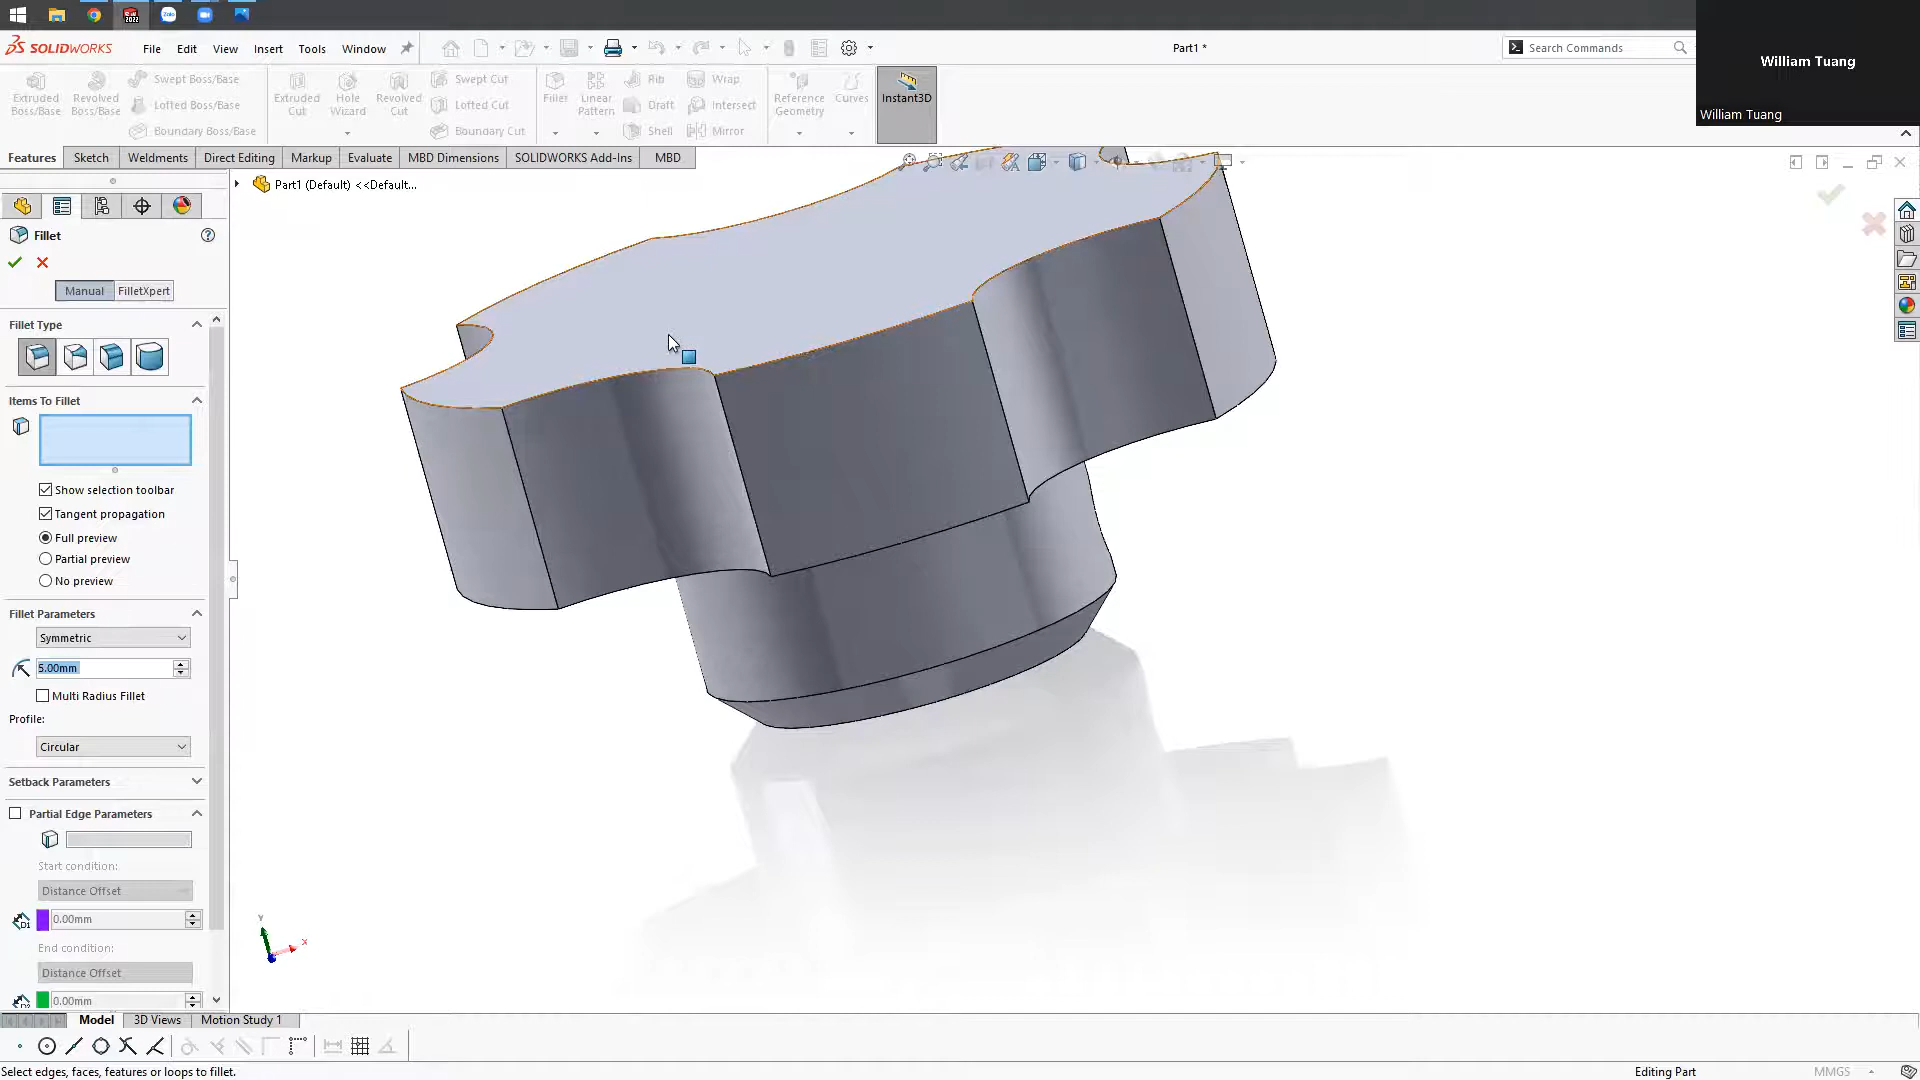 SOLIDWORKS File Edit View Insert Tools Window Part1 * Search Commands
William Tuang
William Tuang
Extruded Boss/Base
Revolved Boss/Base
Swept Boss/Base
Lofted Boss/Base
Boundary Boss/Base
Extruded Cut
Hole Wizard
Revolved Cut
Swept Cut
Lofted Cut
Boundary Cut
Fillet
Linear Pattern
Rib
Draft
Shell
Wrap
Intersect
Mirror
Reference Geometry
Curves
Instant3D
Features Sketch Weldments Direct Editing Markup Evaluate MBD Dimensions SOLIDWORKS Add-Ins MBD
Part1 (Default) <<Default...
Fillet
Manual FilletXpert
Fillet Type
Items To Fillet
Show selection toolbar
Tangent propagation
Full preview
Partial preview
No preview
Fillet Parameters
Symmetric
5.00mm
Multi Radius Fillet
Profile:
Circular
Setback Parameters
Partial Edge Parameters
Start condition:
Distance Offset
0.00mm
End condition:
Distance Offset
0.00mm
Y
X
Model 3D Views Motion Study 1
Select edges, faces, features or loops to fillet. Editing Part MMGS